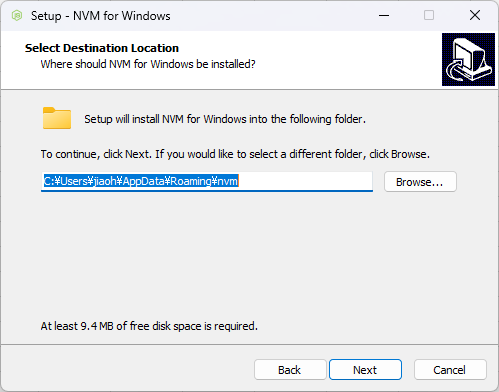 Setup - NVM for Windows
Select Destination Location
Where should NVM for Windows be installed?
Setup will install NVM for Windows into the following folder.
To continue, click Next. If you would like to select a different folder, click Browse.
C:¥Users¥jiaoh¥AppData¥Roaming¥nvm
Browse...
At least 9.4 MB of free disk space is required.
Back
Next
Cancel